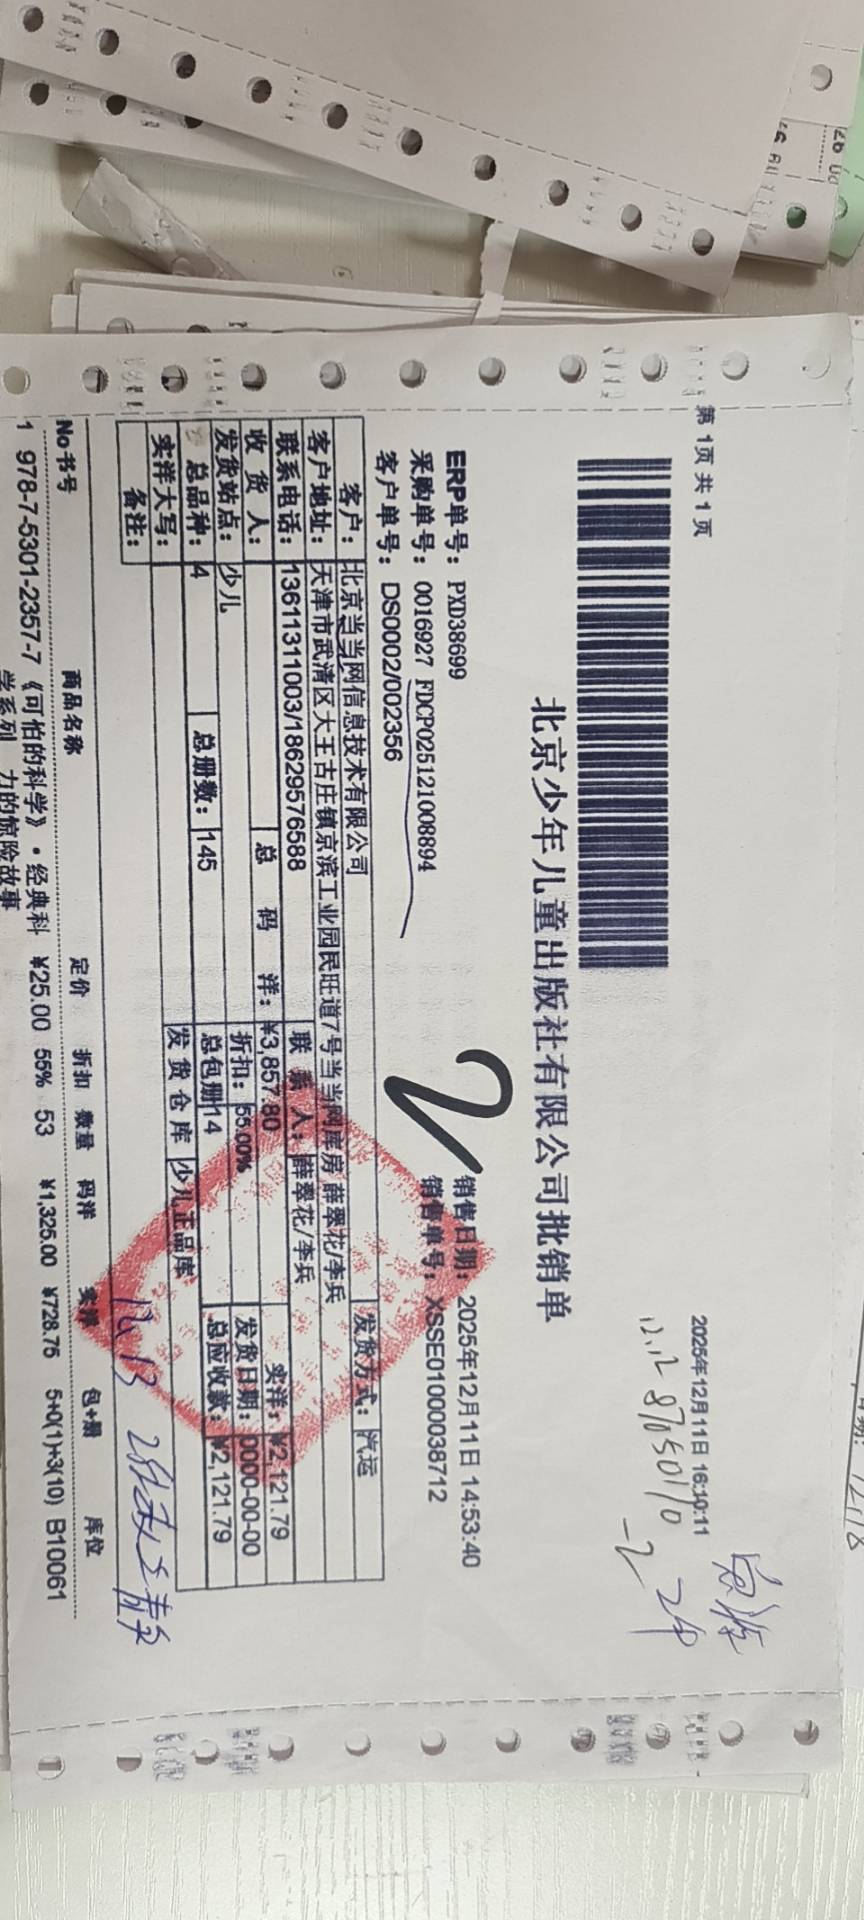 第 1页 共 1 页
2025年12月11日 16:10:11
12.12 87050170
-2 2件
北京少年儿童出版社有限公司批销单
ERP单号: PXD38699
销售日期: 2025年12月11日 14:53:40
采购单号: 0016927 FDCP025121008894
销售单号: XSSE01000038712
客户单号: DS0002/002356
2
客户: 北京当当网信息技术有限公司 发货方式: 汽运
客户地址: 天津市武清区大王古庄镇京滨工业园民旺道7号当当网库房 薛翠花/李兵
联系电话: 13611311003/18629576588 联系人: 薛翠花/李兵
收货人: 总码洋: ¥3,857.80 实洋: ¥2,121.79
发货站点: 少儿 折扣: 55.00% 发货日期: 0000-00-00
总品种: 4 总册数: 145 总包册 14 总应收款: ¥2,121.79
实洋大写: 发货仓库 少儿正品库
备注:
12.13
No 书号 商品名称 定价 折扣 数量 码洋 实洋 包+册 库位
1 978-7-5301-2357-7 《可怕的科学》·经典科 ¥25.00 55% 53 ¥1,325.00 ¥728.75 5+0(1)+3(10) B10061
学系列 力的惊险故事